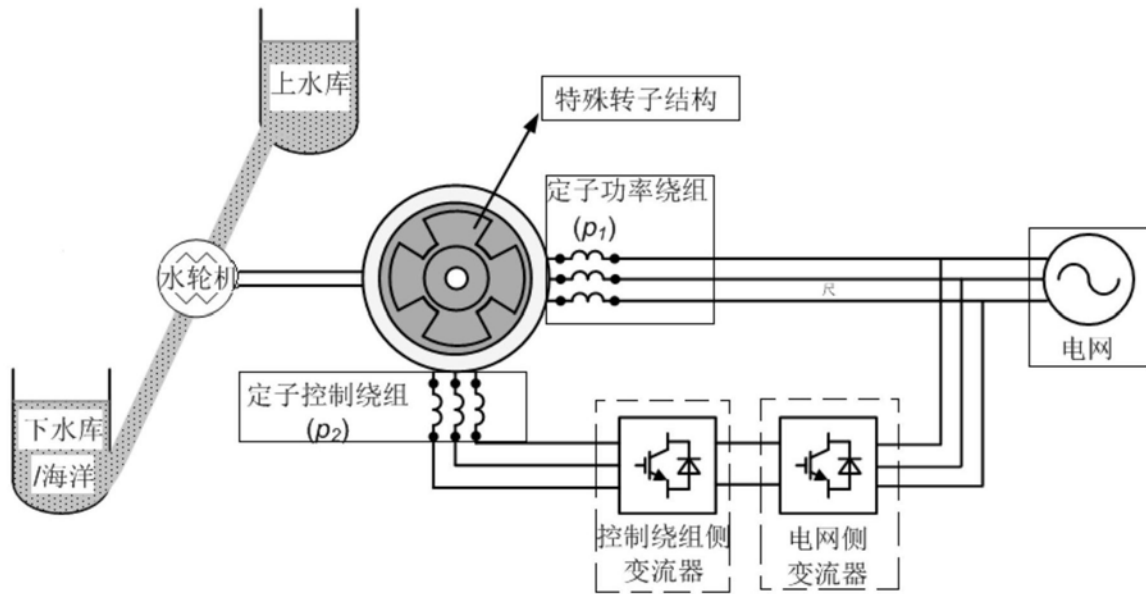 上水库
特殊转子结构
定子功率绕组
(p₁)
水轮机
尺
电网
定子控制绕组
(p₂)
下水库
/海洋
控制绕组侧
变流器
电网侧
变流器